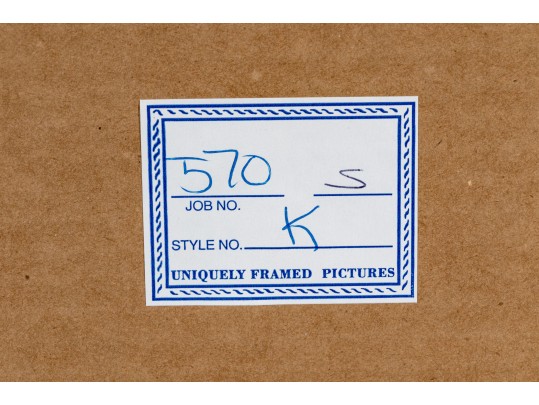 570 S
JOB NO.
STYLE NO. K
UNIQUELY FRAMED PICTURES